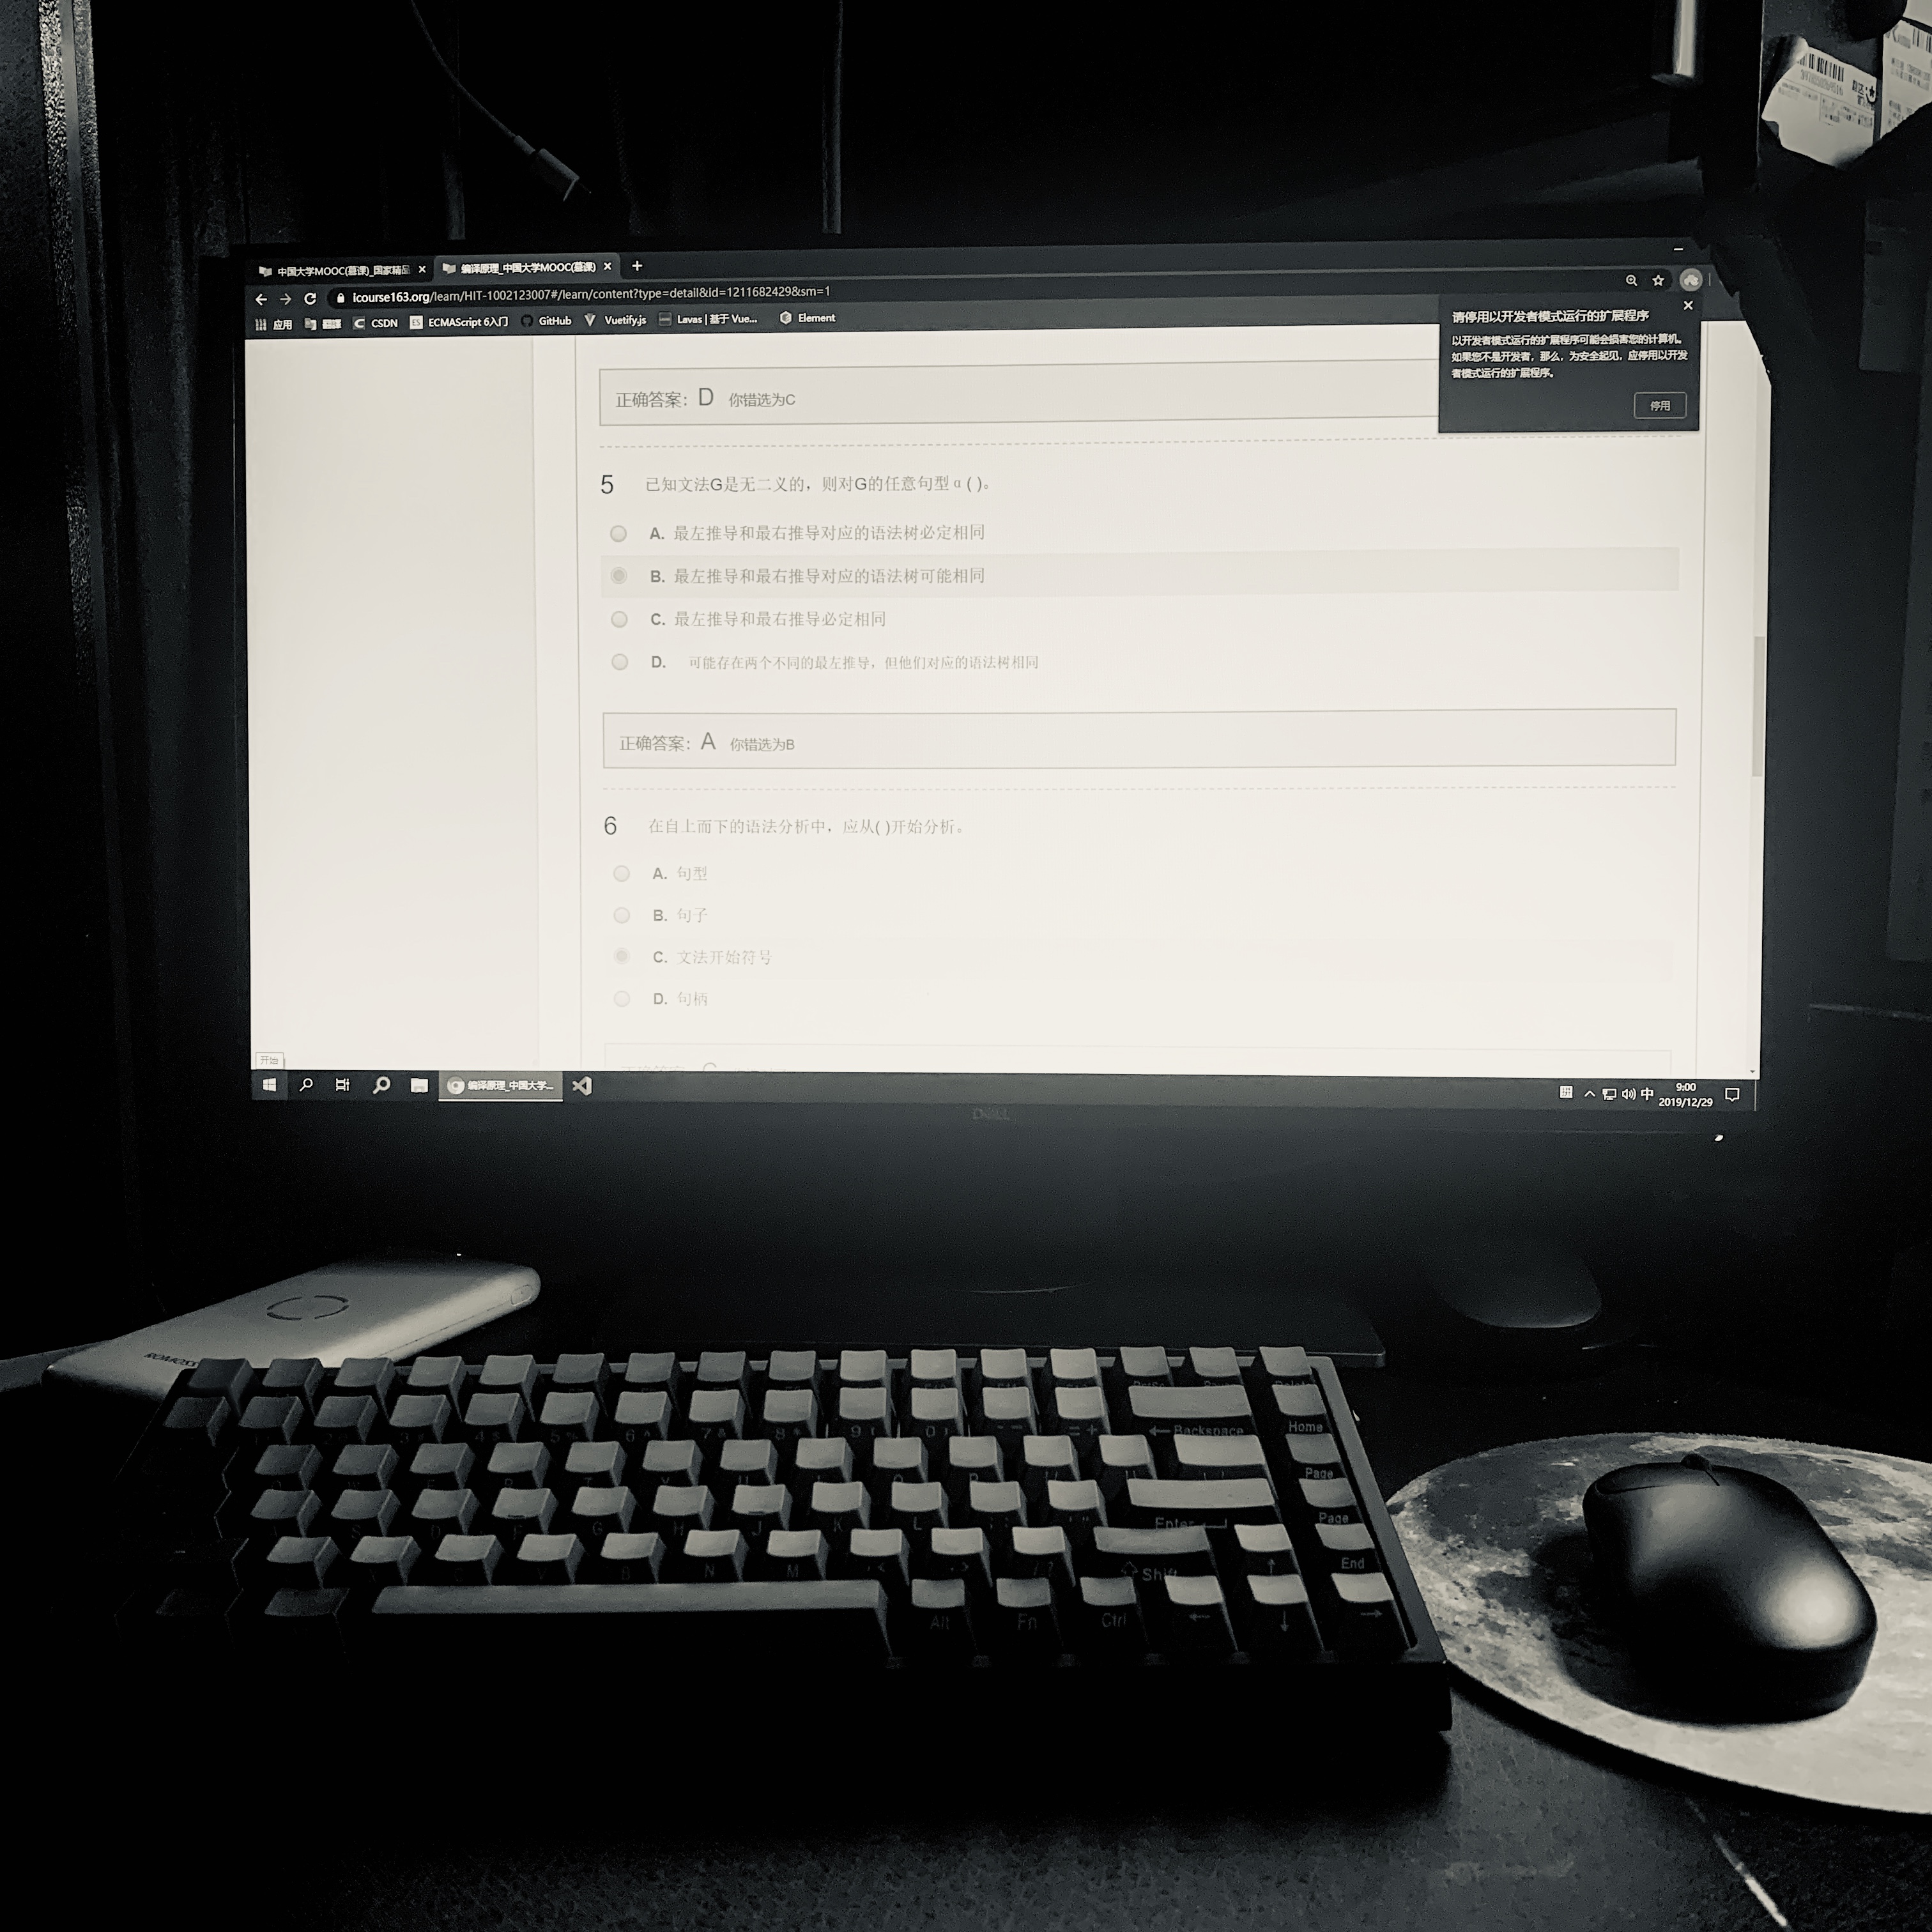 中国大学MOOC(慕课)_国家精品
编译原理_中国大学MOOC(慕课)
icourse163.org/learn/HIT-1002123007#/learn/content?type=detail&id=1211682429&sm=1
应用 翻译 CSDN ECMAScript 6入门 GitHub Vuetify.js Lavas | 基于 Vue... Element
请停用以开发者模式运行的扩展程序
以开发者模式运行的扩展程序可能会损害您的计算机。
如果您不是开发者，那么，为安全起见，应停用以开发
者模式运行的扩展程序。
停用
正确答案： D 你错选为C
5 已知文法G是无二义的，则对G的任意句型α( )。
A. 最左推导和最右推导对应的语法树必定相同
B. 最左推导和最右推导对应的语法树可能相同
C. 最左推导和最右推导必定相同
D. 可能存在两个不同的最左推导，但他们对应的语法树相同
正确答案： A 你错选为B
6 在自上而下的语法分析中，应从( )开始分析。
A. 句型
B. 句子
C. 文法开始符号
D. 句柄
开始
编译原理_中国大学...
中
9:00
2019/12/29
DELL
ROMOSS
Backspace
Home
Page
Enter
Page
N M
Shift
End
Alt Fn Ctrl